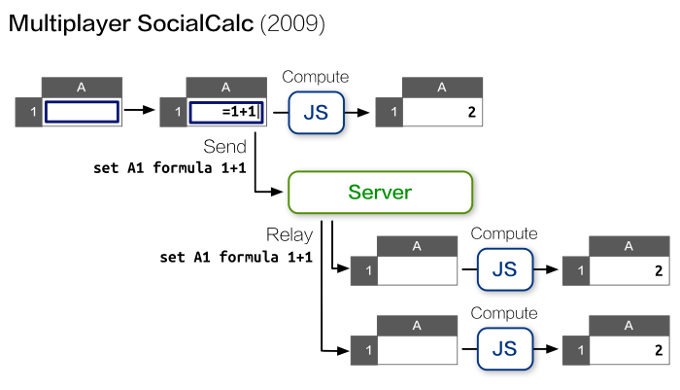 Multiplayer SocialCalc (2009)
A A Compute A
1 1 =1+1 JS 1 2
Send
set A1 formula 1+1
Server
Relay
set A1 formula 1+1
A Compute A
1 JS 1 2
A Compute A
1 JS 1 2